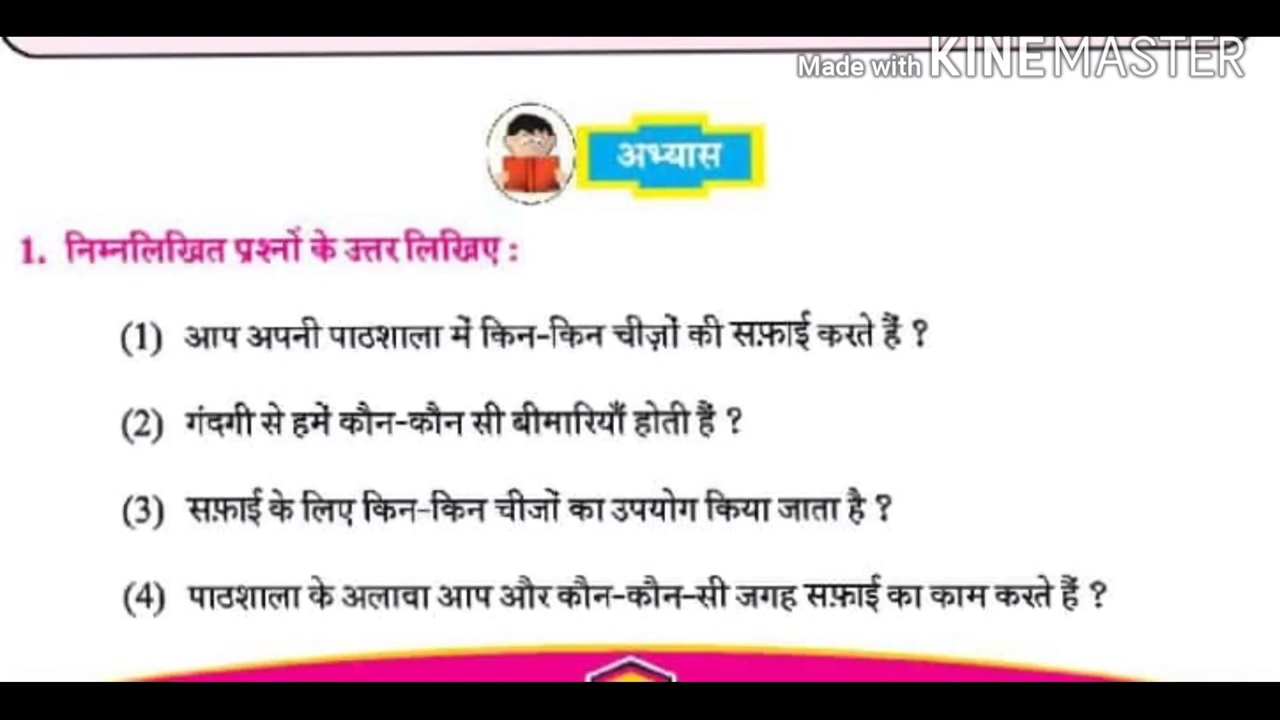 Made with KINEMASTER
अभ्यास
1. निम्नलिखित प्रश्नों के उत्तर लिखिए :
(1) आप अपनी पाठशाला में किन-किन चीज़ों की सफ़ाई करते हैं ?
(2) गंदगी से हमें कौन-कौन सी बीमारियाँ होती हैं ?
(3) सफ़ाई के लिए किन-किन चीजों का उपयोग किया जाता है ?
(4) पाठशाला के अलावा आप और कौन-कौन-सी जगह सफ़ाई का काम करते हैं ?